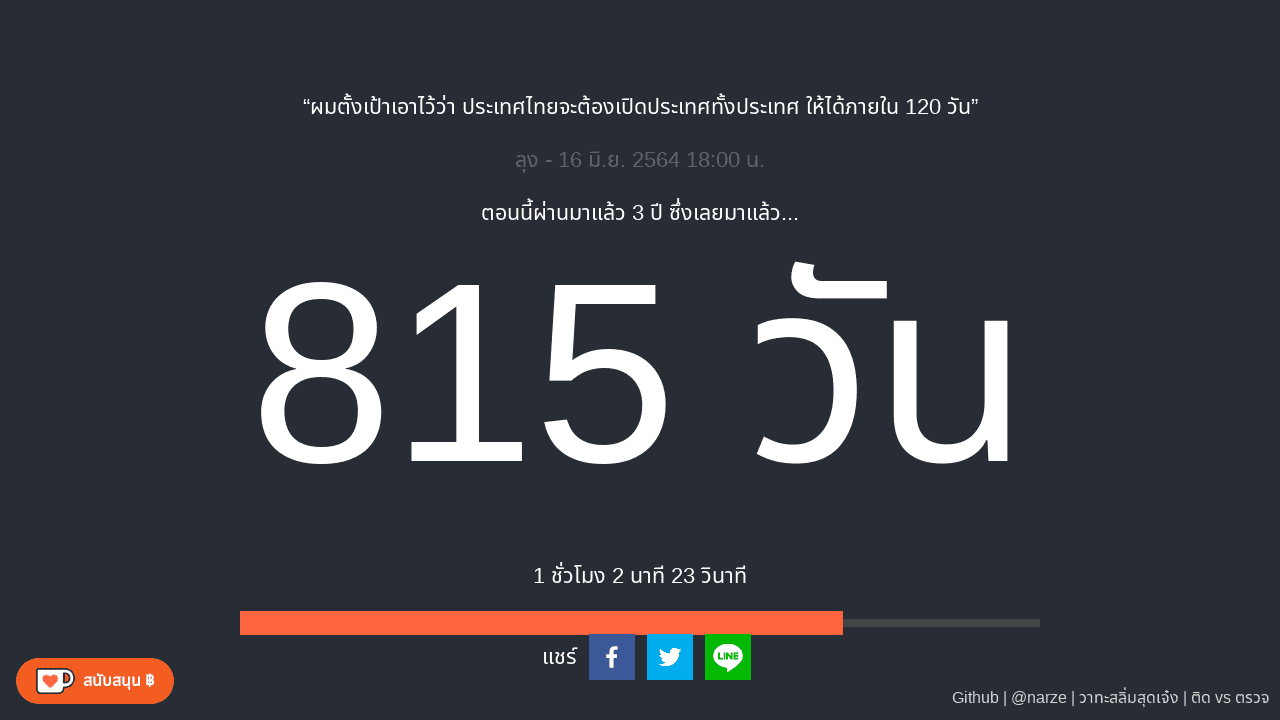 “ผมตั้งเป้าเอาไว้ว่า ประเทศไทยจะต้องเปิดประเทศทั้งประเทศ ให้ได้ภายใน 120 วัน”
ลุง - 16 มิ.ย. 2564 18:00 น.
ตอนนี้ผ่านมาแล้ว 3 ปี ซึ่งเลยมาแล้ว...
815 วัน
1 ชั่วโมง 2 นาที 23 วินาที
แชร์
LINE
สนับสนุน ฿
Github | @narze | วาทะสลิ่มสุดเจ๋ง | ติด vs ตรวจ